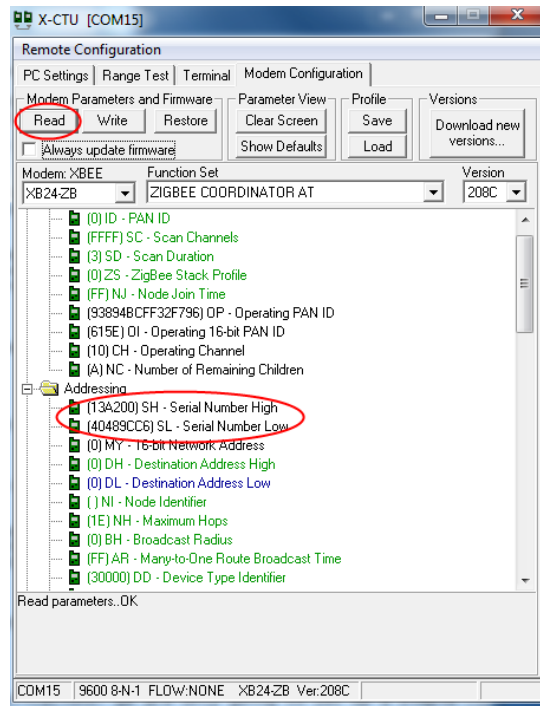 X-CTU [COM15]
Remote Configuration
PC Settings Range Test Terminal Modem Configuration
Modem Parameters and Firmware Parameter View Profile Versions
Read Write Restore Clear Screen Save Download new versions...
Always update firmware Show Defaults Load
Modem: XBEE Function Set Version
XB24-ZB ZIGBEE COORDINATOR AT 208C
(0) ID - PAN ID
(FFFF) SC - Scan Channels
(3) SD - Scan Duration
(0) ZS - ZigBee Stack Profile
(FF) NJ - Node Join Time
(93894BCFF32F796) OP - Operating PAN ID
(615E) OI - Operating 16-bit PAN ID
(10) CH - Operating Channel
(A) NC - Number of Remaining Children
Addressing
(13A200) SH - Serial Number High
(40489CC6) SL - Serial Number Low
(0) MY - 16-bit Network Address
(0) DH - Destination Address High
(0) DL - Destination Address Low
( ) NI - Node Identifier
(1E) NH - Maximum Hops
(0) BH - Broadcast Radius
(FF) AR - Many-to-One Route Broadcast Time
(30000) DD - Device Type Identifier
Read parameters..OK
COM15 9600 8-N-1 FLOW:NONE XB24-ZB Ver:208C